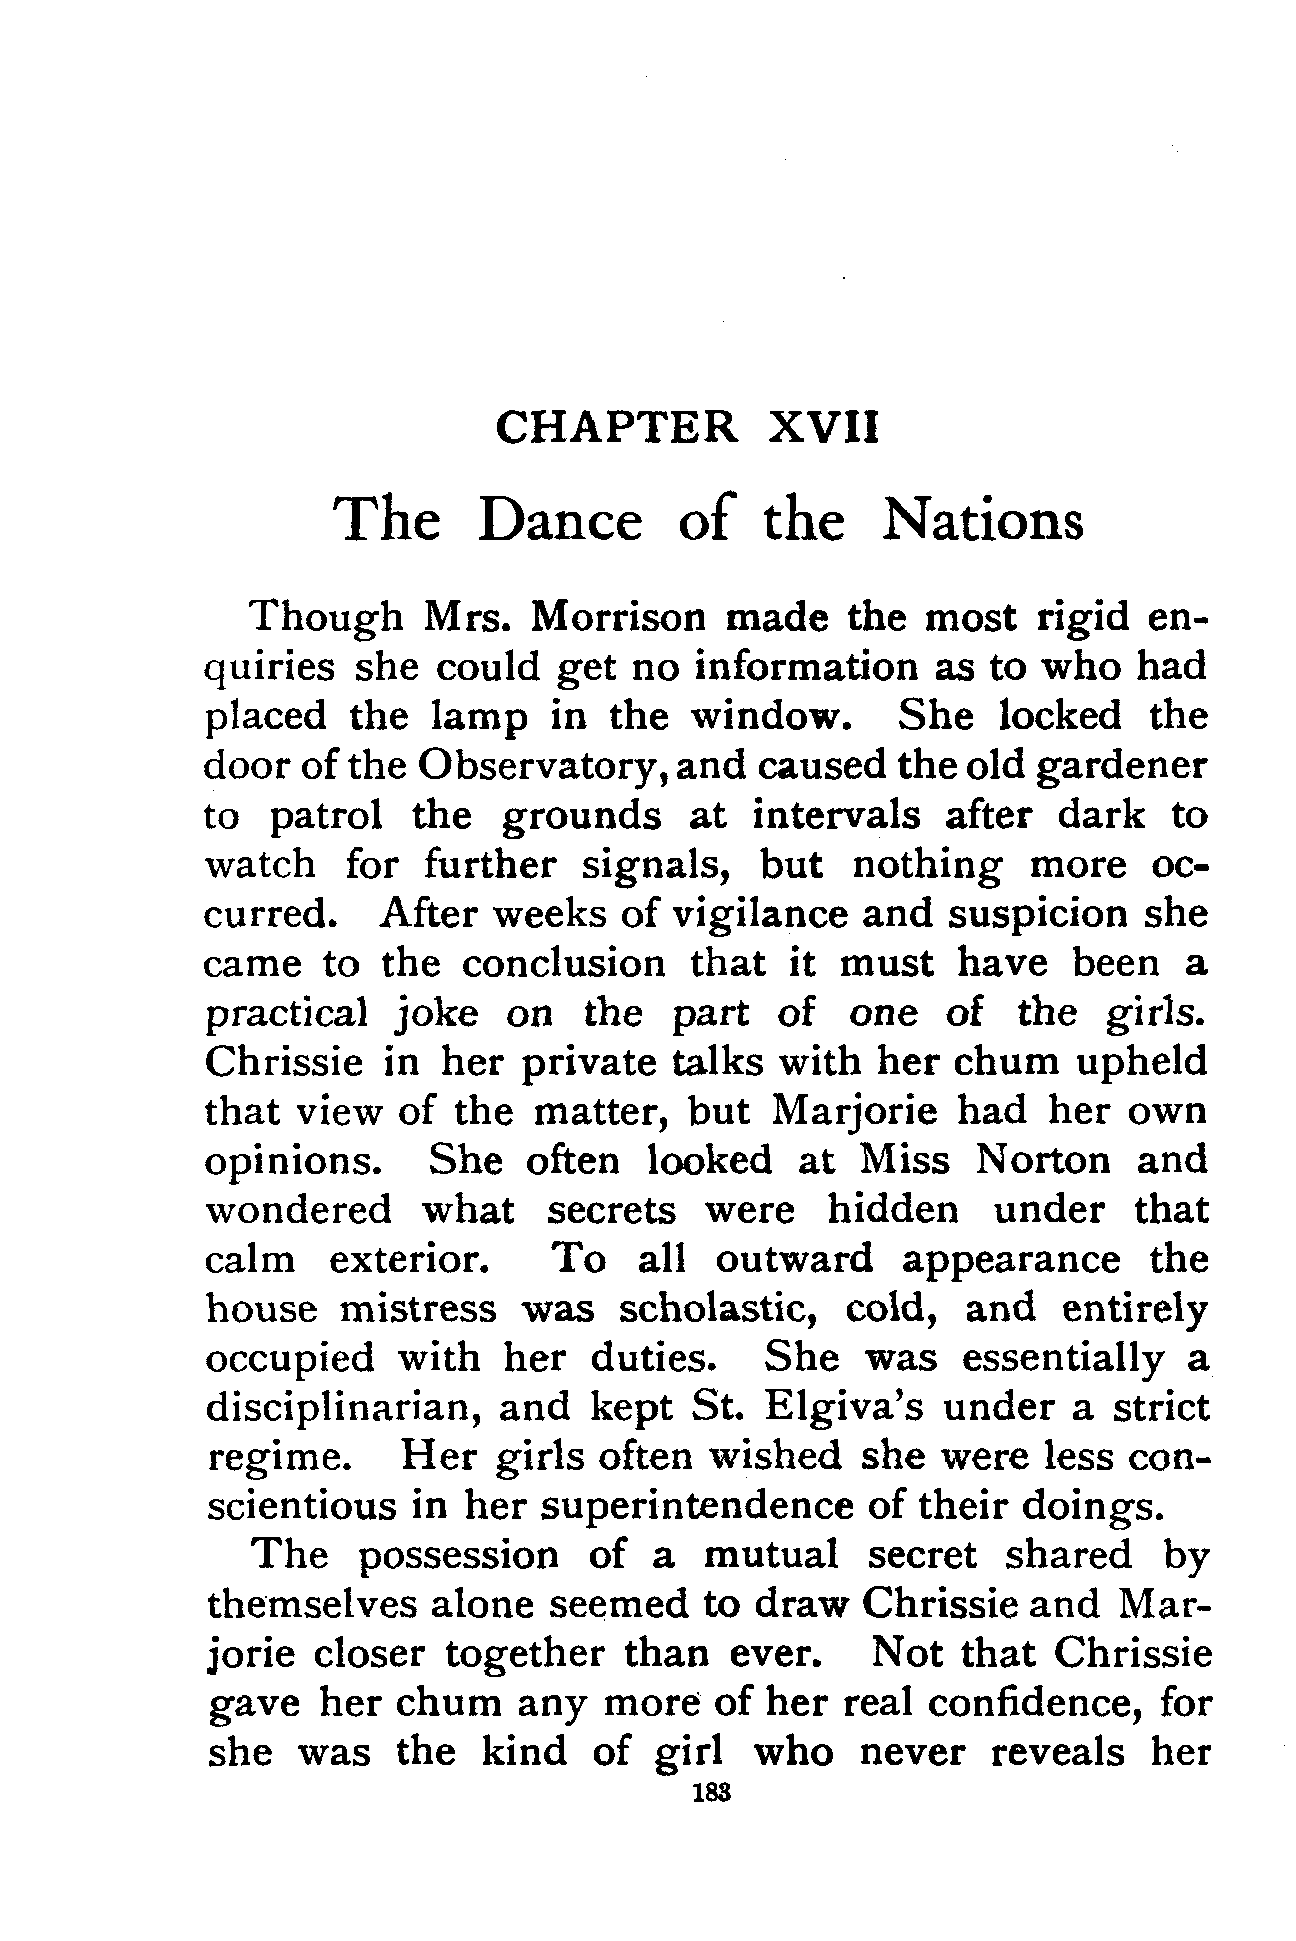 CHAPTER XVII
The Dance of the Nations
Though Mrs. Morrison made the most rigid en-
quiries she could get no information as to who had
placed the lamp in the window. She locked the
door of the Observatory, and caused the old gardener
to patrol the grounds at intervals after dark to
watch for further signals, but nothing more oc-
curred. After weeks of vigilance and suspicion she
came to the conclusion that it must have been a
practical joke on the part of one of the girls.
Chrissie in her private talks with her chum upheld
that view of the matter, but Marjorie had her own
opinions. She often looked at Miss Norton and
wondered what secrets were hidden under that
calm exterior. To all outward appearance the
house mistress was scholastic, cold, and entirely
occupied with her duties. She was essentially a
disciplinarian, and kept St. Elgiva's under a strict
regime. Her girls often wished she were less con-
scientious in her superintendence of their doings.
The possession of a mutual secret shared by
themselves alone seemed to draw Chrissie and Mar-
jorie closer together than ever. Not that Chrissie
gave her chum any more of her real confidence, for
she was the kind of girl who never reveals her
183